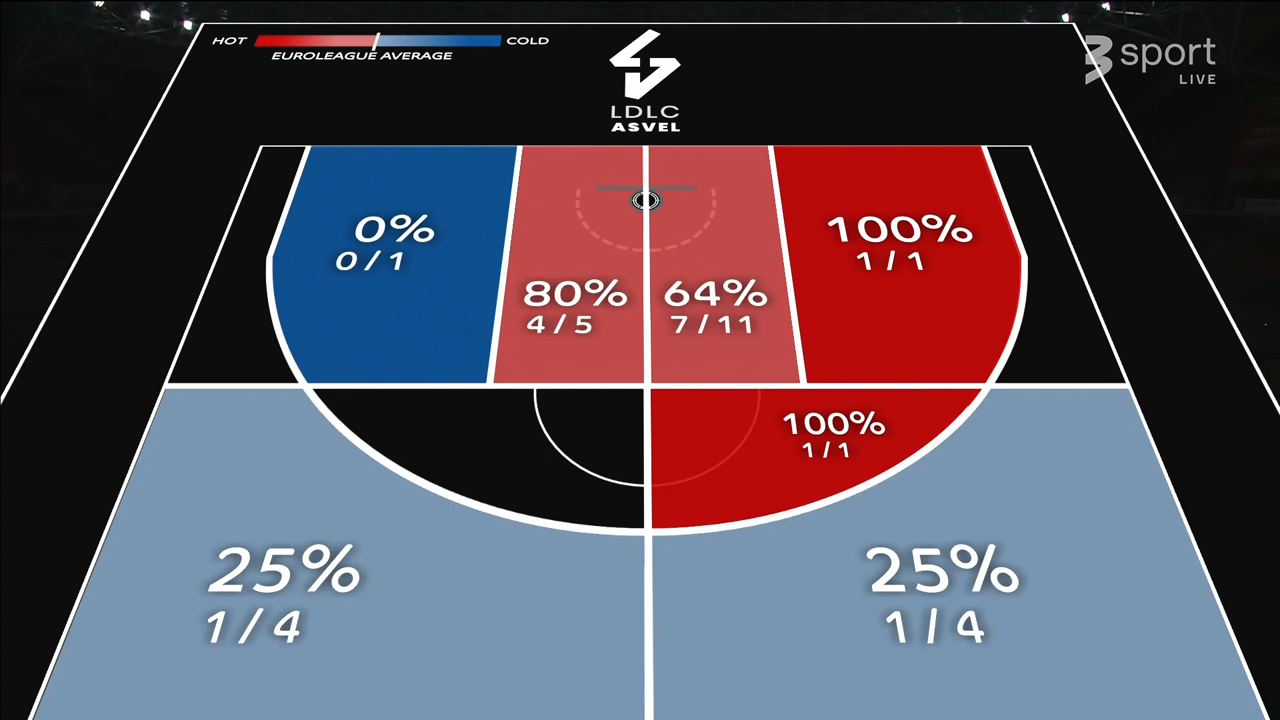 HOT COLD
EUROLEAGUE AVERAGE
LDLC
ASVEL
3 sport
LIVE
0%
0/1
100%
1/1
80%
4/5
64%
7/11
100%
1/1
25%
1/4
25%
1/4